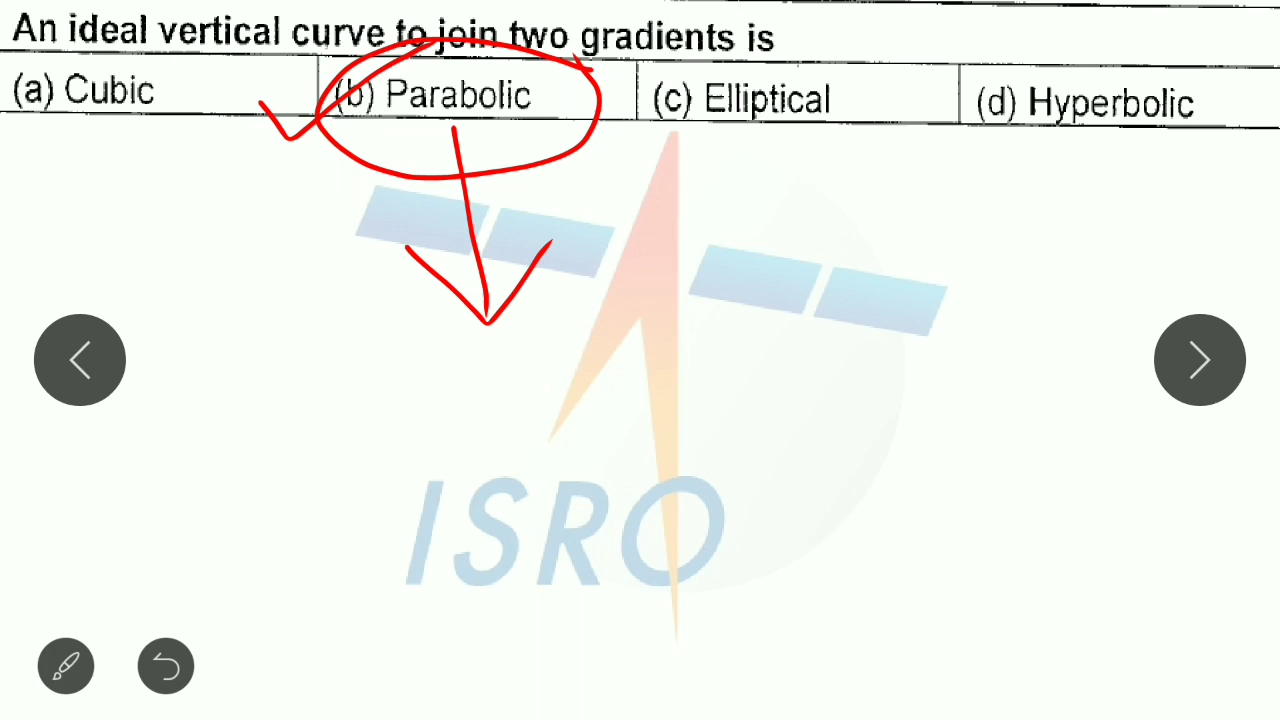 An ideal vertical curve to join two gradients is
(a) Cubic (b) Parabolic (c) Elliptical (d) Hyperbolic
ISRO